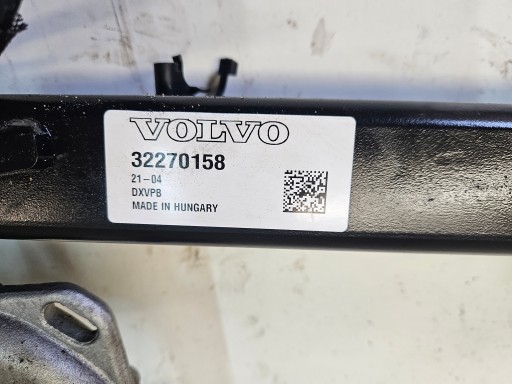 VOLVO
32270158
21-04
DXVPB
MADE IN HUNGARY